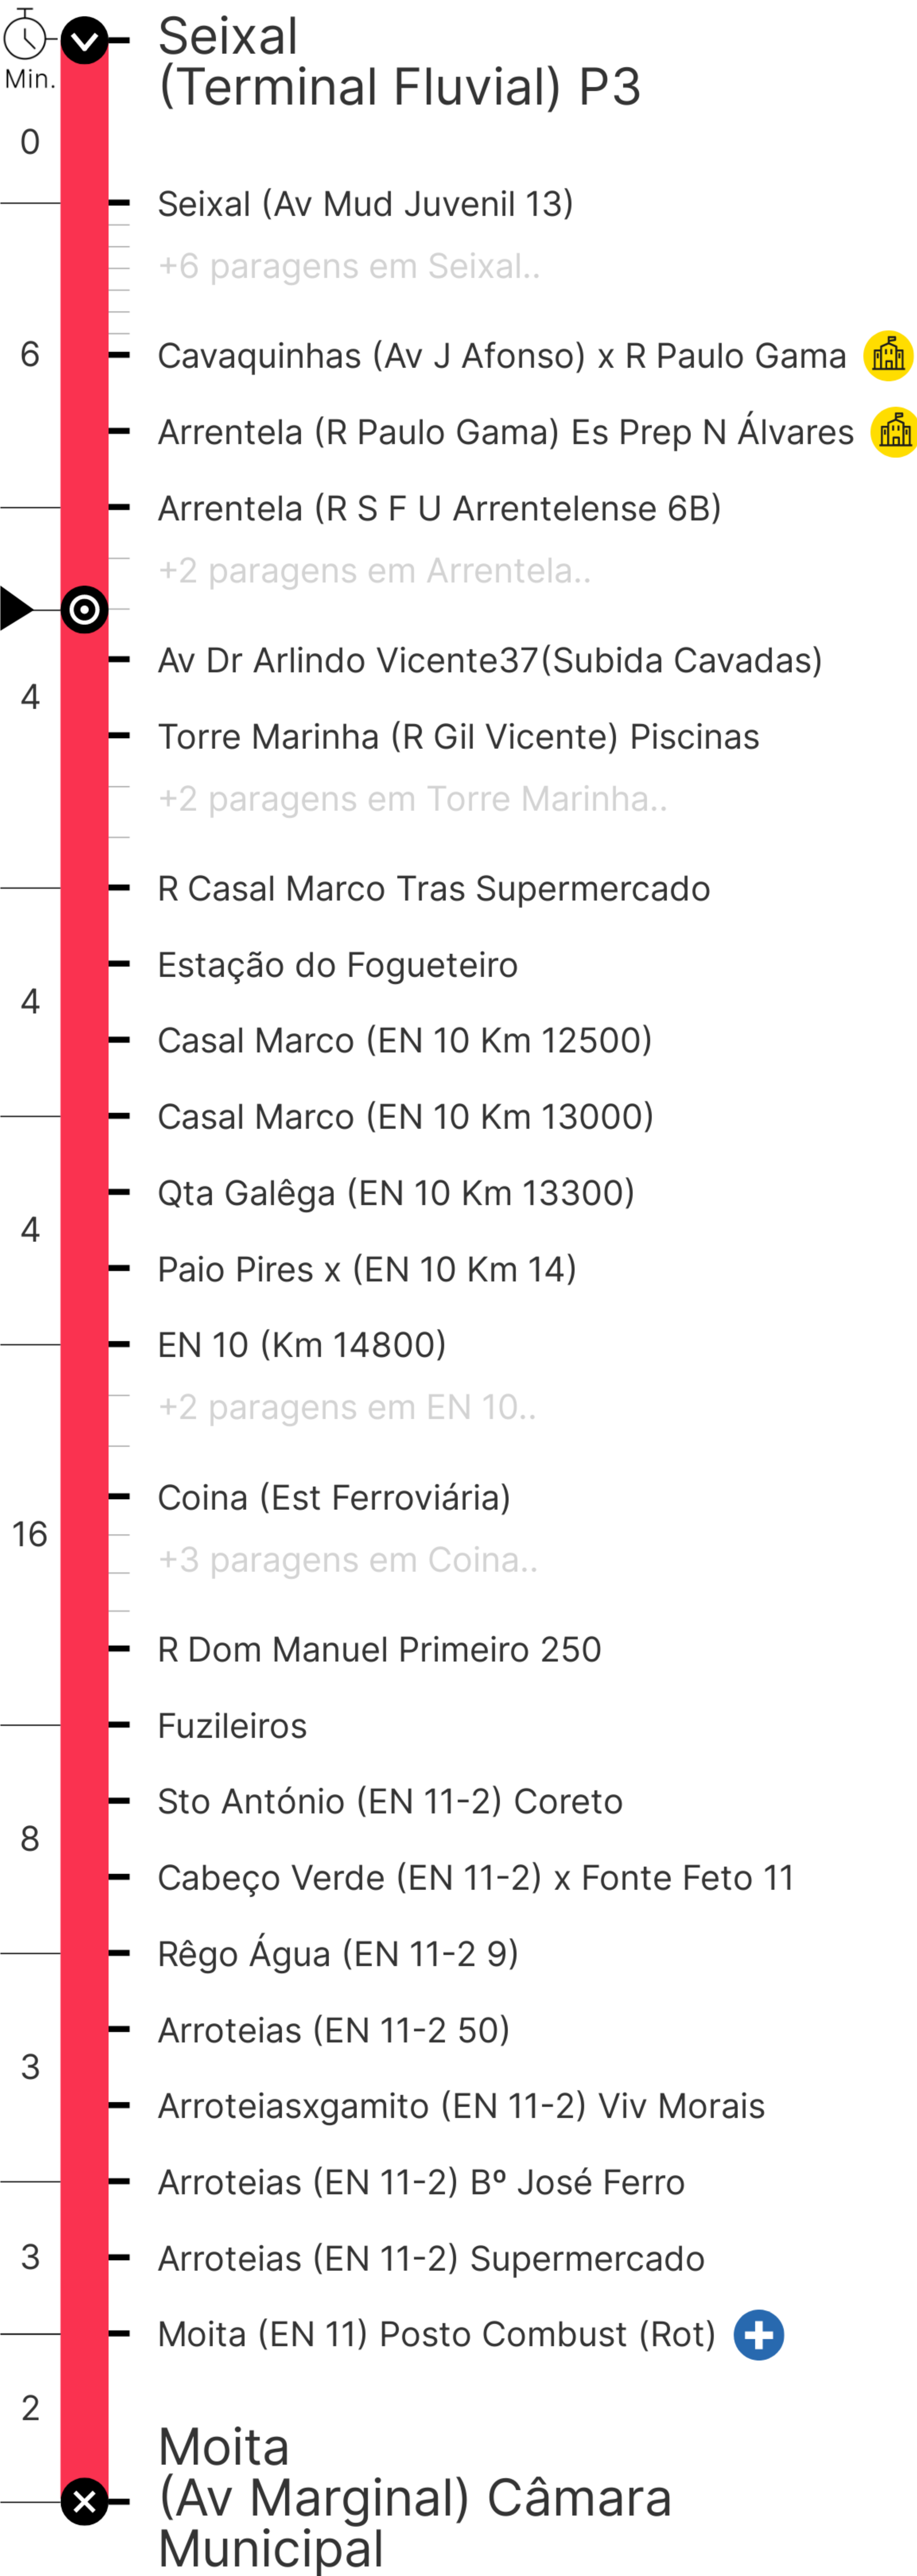 Seixal
(Terminal Fluvial) P3
Min.
0
Seixal (Av Mud Juvenil 13)
+6 paragens em Seixal..
6
Cavaquinhas (Av J Afonso) x R Paulo Gama
Arrentela (R Paulo Gama) Es Prep N Álvares
Arrentela (R S F U Arrentelense 6B)
+2 paragens em Arrentela..
Av Dr Arlindo Vicente37(Subida Cavadas)
4
Torre Marinha (R Gil Vicente) Piscinas
+2 paragens em Torre Marinha..
R Casal Marco Tras Supermercado
Estação do Fogueteiro
4
Casal Marco (EN 10 Km 12500)
Casal Marco (EN 10 Km 13000)
Qta Galêga (EN 10 Km 13300)
4
Paio Pires x (EN 10 Km 14)
EN 10 (Km 14800)
+2 paragens em EN 10..
Coina (Est Ferroviária)
16
+3 paragens em Coina..
R Dom Manuel Primeiro 250
Fuzileiros
Sto António (EN 11-2) Coreto
8
Cabeço Verde (EN 11-2) x Fonte Feto 11
Rêgo Água (EN 11-2 9)
Arroteias (EN 11-2 50)
3
Arroteiasxgamito (EN 11-2) Viv Morais
Arroteias (EN 11-2) Bº José Ferro
3
Arroteias (EN 11-2) Supermercado
Moita (EN 11) Posto Combust (Rot)
2
Moita
(Av Marginal) Câmara
Municipal